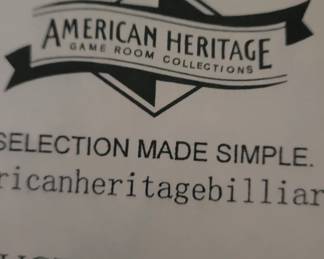 AMERICAN HERITAGE
GAME ROOM COLLECTIONS
SELECTION MADE SIMPLE.
ricanheritagebilliar